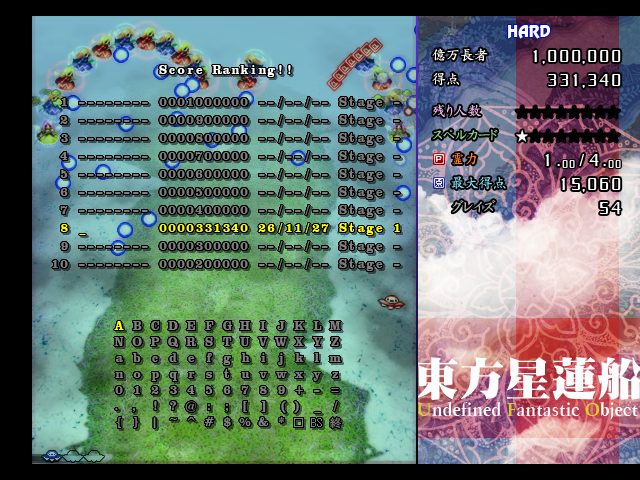 HARD
億万長者 1,000,000
得点 331,340
残り人数
スペルカード
P 霊力 1.00/4.00
点 最大得点 15,060
グレイズ 54
Score Ranking!!
1 -------- 0001000000 --/--/-- Stage -
2 -------- 0000900000 --/--/-- Stage -
3 -------- 0000800000 --/--/-- Stage -
4 -------- 0000700000 --/--/-- Stage -
5 -------- 0000600000 --/--/-- Stage -
6 -------- 0000500000 --/--/-- Stage -
7 -------- 0000400000 --/--/-- Stage -
8 _ 0000331340 26/11/27 Stage 1
9 -------- 0000300000 --/--/-- Stage -
10 -------- 0000200000 --/--/-- Stage -
A B C D E F G H I J K L M
N O P Q R S T U V W X Y Z
a b c d e f g h i j k l m
n o p q r s t u v w x y z
0 1 2 3 4 5 6 7 8 9 + - =
. , ! ? @ : ; [ ] ( ) _ /
{ } | ~ ^ # $ % & * □ BS 終
東方星蓮船
Undefined Fantastic Object